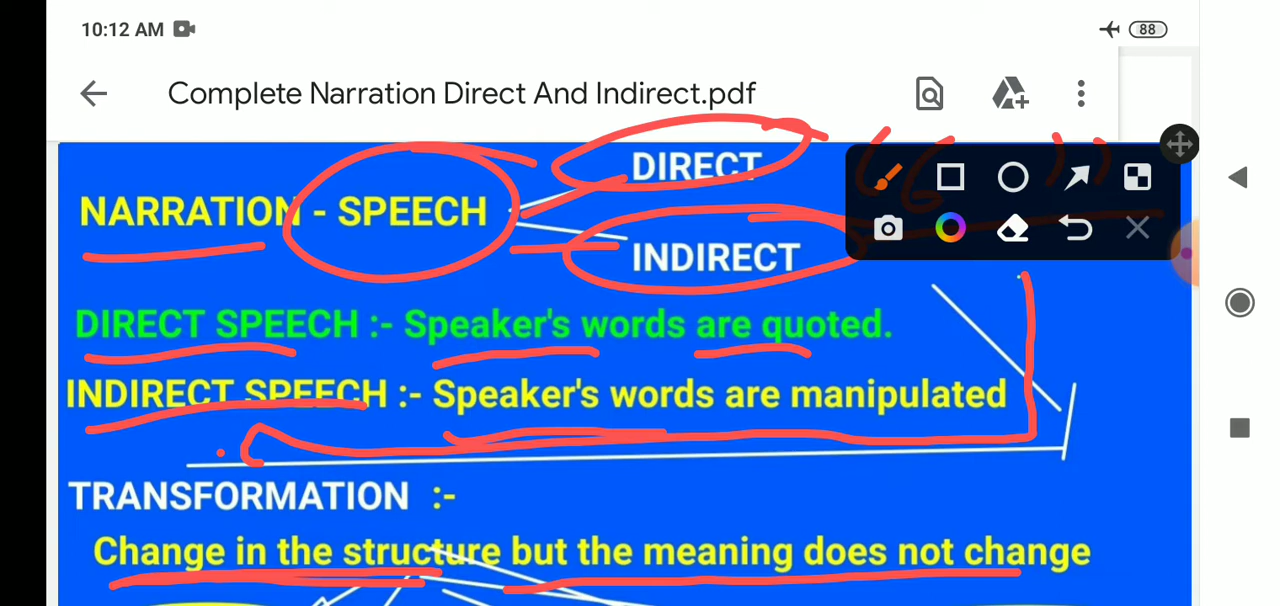 10:12 AM 88
Complete Narration Direct And Indirect.pdf
DIRECT
NARRATION - SPEECH
INDIRECT
DIRECT SPEECH :- Speaker's words are quoted.
INDIRECT SPEECH :- Speaker's words are manipulated
TRANSFORMATION :-
Change in the structure but the meaning does not change